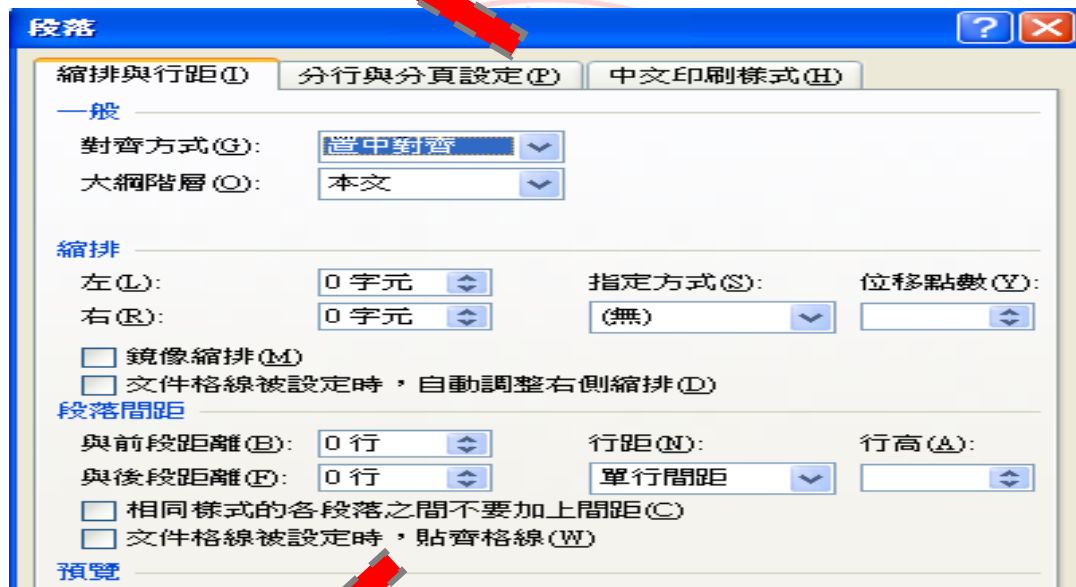 段落
縮排與行距(I) 分行與分頁設定(P) 中文印刷樣式(H)
一般
對齊方式(G): 置中對齊
大綱階層(O): 本文
縮排
左(L): 0 字元 指定方式(S): 位移點數(Y):
右(R): 0 字元 (無)
鏡像縮排(M)
文件格線被設定時，自動調整右側縮排(D)
段落間距
與前段距離(B): 0 行 行距(N): 行高(A):
與後段距離(F): 0 行 單行間距
相同樣式的各段落之間不要加上間距(C)
文件格線被設定時，貼齊格線(W)
預覽